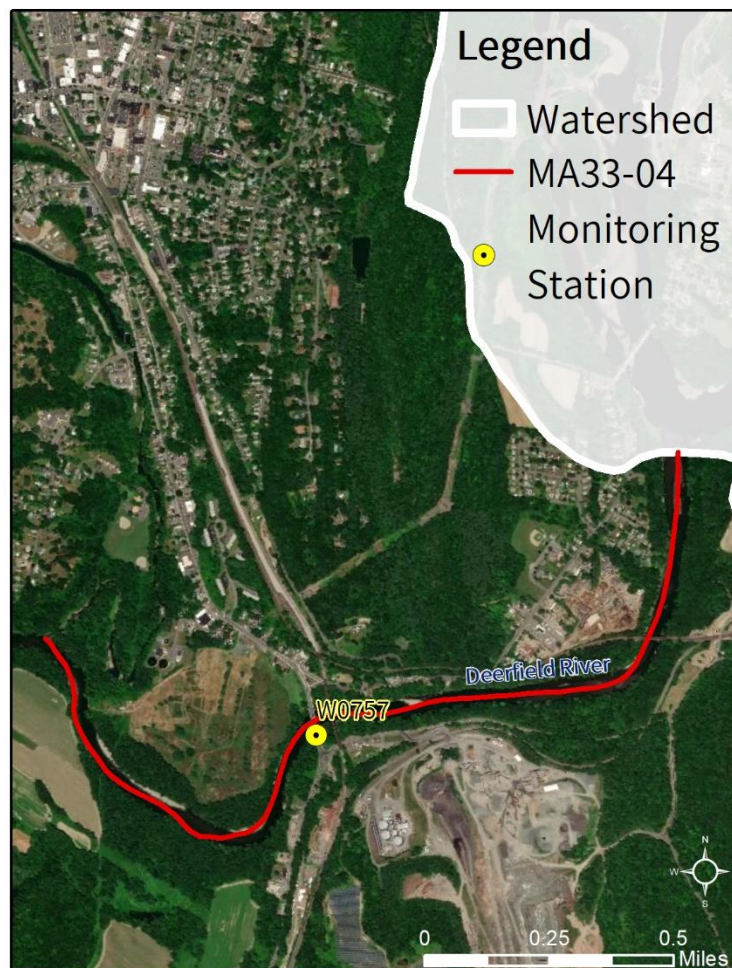 Legend
Watershed
MA33-04
Monitoring
Station
Deerfield River
W0757
N
W
S
0 0.25 0.5
Miles